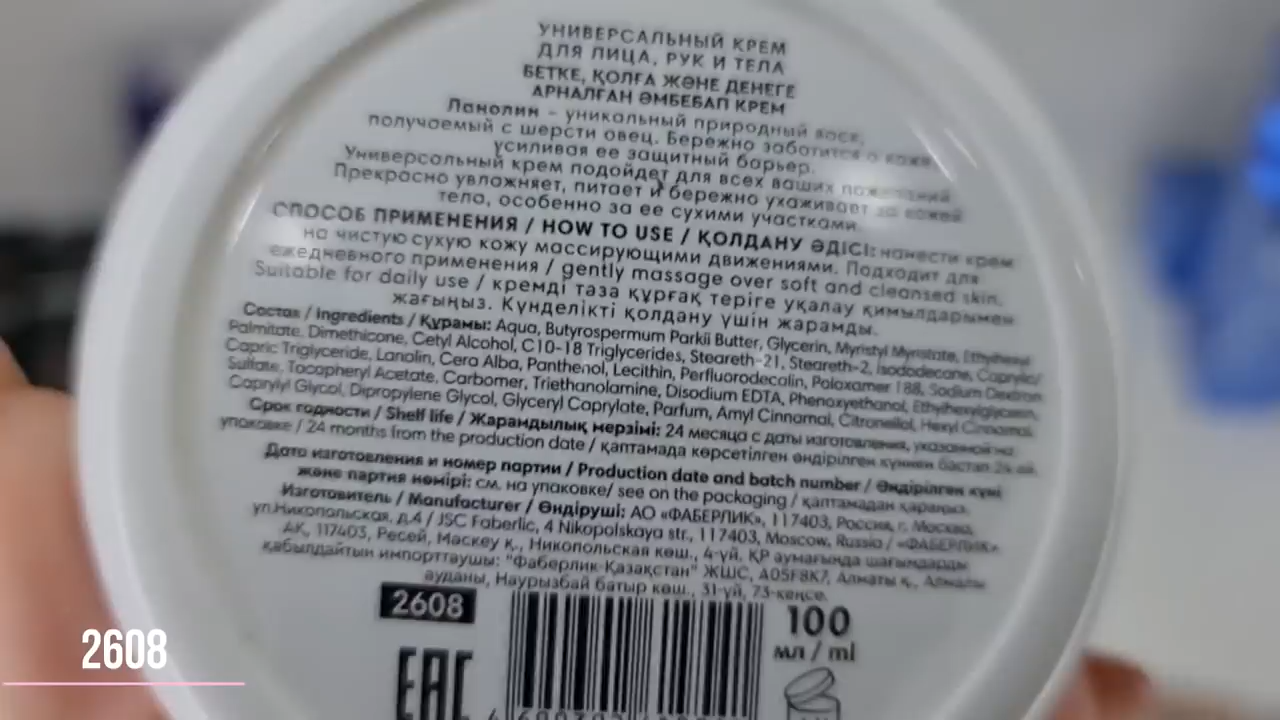 УНИВЕРСАЛЬНЫЙ КРЕМ
ДЛЯ ЛИЦА, РУК И ТЕЛА
БЕТКЕ, ҚОЛҒА ЖӘНЕ ДЕНЕГЕ
АРНАЛҒАН ӘМБЕБАП КРЕМ
Ланолин – уникальный природный воск,
получаемый с шерсти овец. Бережно заботится о коже,
усиливая ее защитный барьер.
Универсальный крем подойдет для всех ваших пожеланий.
Прекрасно увлажняет, питает и бережно ухаживает за кожей
тела, особенно за ее сухими участками.
СПОСОБ ПРИМЕНЕНИЯ / HOW TO USE / ҚОЛДАНУ ӘДІСІ: нанести крем
на чистую сухую кожу массирующими движениями. Подходит для
ежедневного применения / gently massage over soft and cleansed skin.
Suitable for daily use / кремді таза құрғақ теріге уқалау қимылдарымен
жағыңыз. Күнделікті қолдану үшін жарамды.
Состав / Ingredients / Құрамы: Aqua, Butyrospermum Parkii Butter, Glycerin, Myristyl Myristate, Ethylhexyl
Palmitate, Dimethicone, Cetyl Alcohol, C10-18 Triglycerides, Steareth-21, Steareth-2, Isododecane, Caprylic/
Capric Triglyceride, Lanolin, Cera Alba, Panthenol, Lecithin, Perfluorodecalin, Poloxamer 188, Sodium Dextran
Sulfate, Tocopheryl Acetate, Carbomer, Triethanolamine, Disodium EDTA, Phenoxyethanol, Ethylhexylglycerin,
Caprylyl Glycol, Dipropylene Glycol, Glyceryl Caprylate, Parfum, Amyl Cinnamal, Citronellol, Hexyl Cinnamal.
Срок годности / Shelf life / Жарамдылық мерзімі: 24 месяца с даты изготовления, указанной на
упаковке / 24 months from the production date / қаптамада көрсетілген өндірілген күннен бастап 24 ай.
Дата изготовления и номер партии / Production date and batch number / Өндірілген күні
және партия нөмірі: см. на упаковке/ see on the packaging / қаптамадан қараңыз.
Изготовитель / Manufacturer / Өндіруші: АО «ФАБЕРЛИК», 117403, Россия, г. Москва,
ул.Никопольская, д.4 / JSC Faberlic, 4 Nikopolskaya str., 117403, Moscow, Russia / «ФАБЕРЛИК»
АК, 117403, Ресей, Мәскеу қ., Никопольская көш., 4-үй. ҚР аумағында шағымдарды
қабылдайтын импорттаушы: "Фаберлик-Қазақстан" ЖШС, A05F8K7, Алматы қ., Алмалы
ауданы, Наурызбай батыр көш., 31-үй, 73-кеңсе.
2608
100
мл / ml
EAC
2608